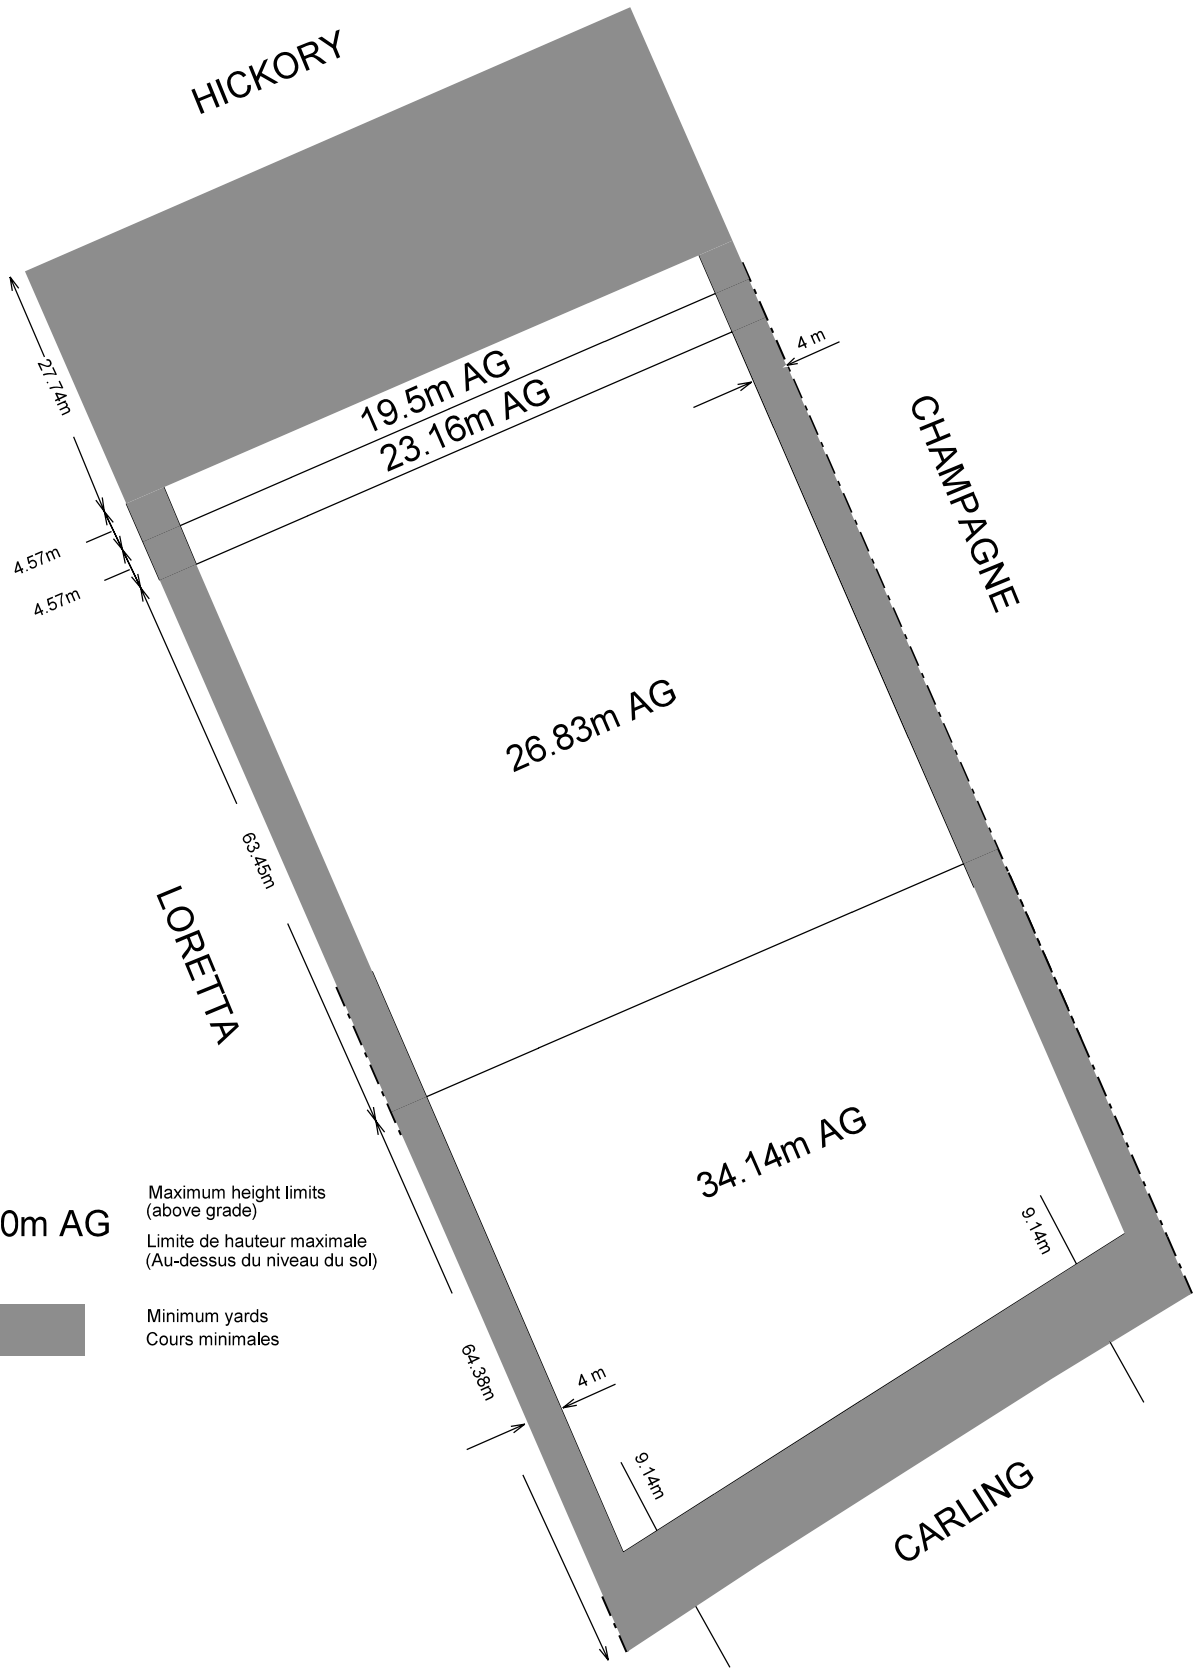 HICKORY
27.74m
4 m
19.5m AG
23.16m AG
CHAMPAGNE
4.57m
4.57m
26.83m AG
63.45m
LORETTA
34.14m AG
0m AG
Maximum height limits
(above grade)
Limite de hauteur maximale
(Au-dessus du niveau du sol)
9.14m
Minimum yards
Cours minimales
64.38m
4 m
9.14m
CARLING